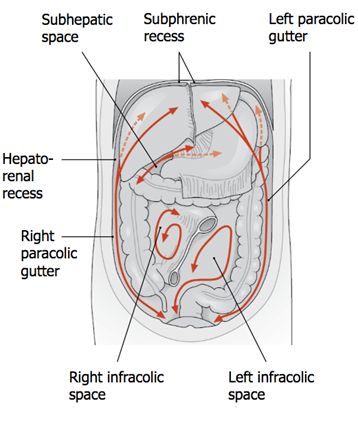 Subhepatic
space
Subphrenic
recess
Left paracolic
gutter
Hepato-
renal
recess
Right
paracolic
gutter
Right infracolic
space
Left infracolic
space